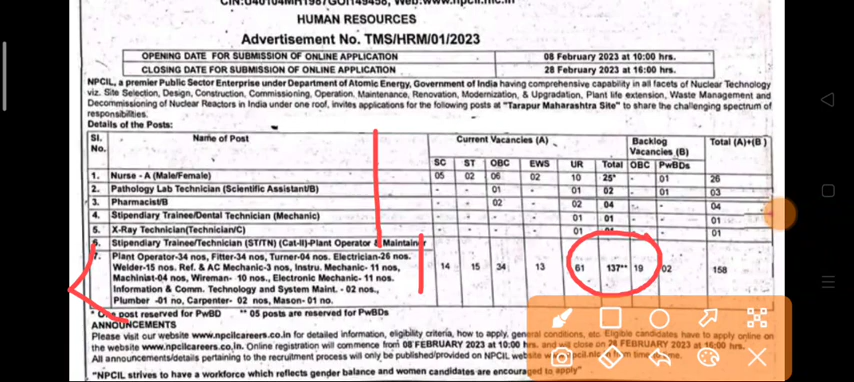 CIN:U40104MH1987GOI149458, Web:www.npcil.nic.in
HUMAN RESOURCES
Advertisement No. TMS/HRM/01/2023
OPENING DATE FOR SUBMISSION OF ONLINE APPLICATION 08 February 2023 at 10:00 hrs.
CLOSING DATE FOR SUBMISSION OF ONLINE APPLICATION 28 February 2023 at 16:00 hrs.
NPCIL, a premier Public Sector Enterprise under Department of Atomic Energy, Government of India having comprehensive capability in all facets of Nuclear Technology
viz. Site Selection, Design, Construction, Commissioning, Operation, Maintenance, Renovation, Modernization, & Upgradation, Plant life extension, Waste Management and
Decommissioning of Nuclear Reactors in India under one roof, invites applications for the following posts at "Tarapur Maharashtra Site" to share the challenging spectrum of
responsibilities.
Details of the Posts:
Sl. No. Name of Post Current Vacancies (A) Backlog Vacancies (B) Total (A)+(B)
SC ST OBC EWS UR Total OBC PwBDs
1. Nurse - A (Male/Female) 05 02 06 02 10 25* - 01 26
2. Pathology Lab Technician (Scientific Assistant/B) - - 01 - 01 02 - 01 03
3. Pharmacist/B - - 02 - 02 04 - - 04
4. Stipendiary Trainee/Dental Technician (Mechanic) - - - - 01 01 - - 01
5. X-Ray Technician(Technician/C) - - - - 01 - - 01
6. Stipendiary Trainee/Technician (ST/TN) (Cat-II)-Plant Operator & Maintainer
7. Plant Operator-34 nos, Fitter-34 nos, Turner-04 nos. Electrician-26 nos.
Welder-15 nos. Ref. & AC Mechanic-3 nos, Instru. Mechanic- 11 nos, 14 15 34 13 61 137** 19 02 158
Machinist-04 nos, Wireman- 10 nos., Electronic Mechanic- 11 nos.
Information & Comm. Technology and System Maint. - 02 nos.,
Plumber -01 no, Carpenter- 02 nos, Mason- 01 no.
* One post reserved for PwBD ** 05 posts are reserved for PwBDs
ANNOUNCEMENTS
Please visit our website www.npcilcareers.co.in for detailed information, eligibility criteria, how to apply, general conditions, etc. Eligible candidates have to apply online on
the website www.npcilcareers.co.in. Online registration will commence from 08 FEBRUARY 2023 at 10:00 hrs. and will close on 28 FEBRUARY 2023 at 16:00 hrs.
All announcements/details pertaining to the recruitment process will only be published/provided on NPCIL website www.npcil.nic.in from time
"NPCIL strives to have a workforce which reflects gender balance and women candidates are encouraged to apply"